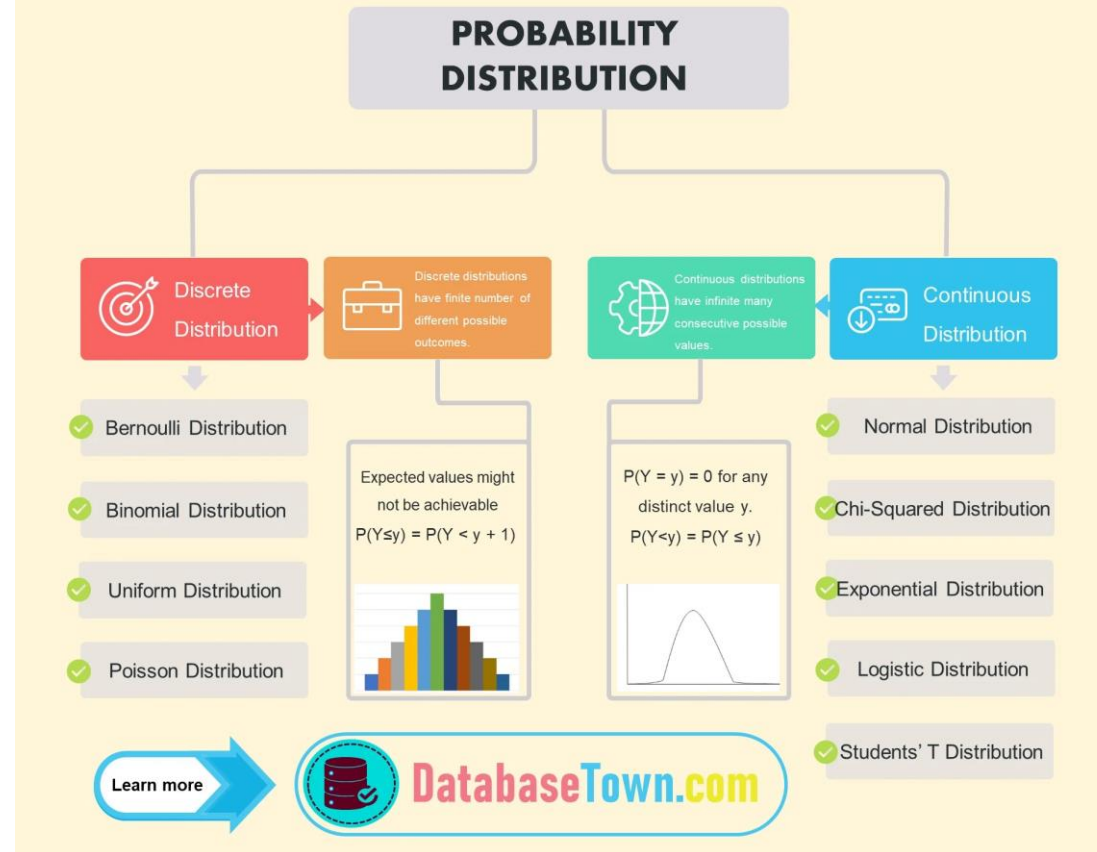 PROBABILITY
DISTRIBUTION
Discrete
Distribution
Discrete distributions
have finite number of
different possible
outcomes.
Continuous distributions
have infinite many
consecutive possible
values.
Continuous
Distribution
Bernoulli Distribution
Binomial Distribution
Uniform Distribution
Poisson Distribution
Expected values might
not be achievable
P(Y≤y) = P(Y < y + 1)
P(Y = y) = 0 for any
distinct value y.
P(Y<y) = P(Y ≤ y)
Normal Distribution
Chi-Squared Distribution
Exponential Distribution
Logistic Distribution
Students' T Distribution
Learn more
DatabaseTown.com